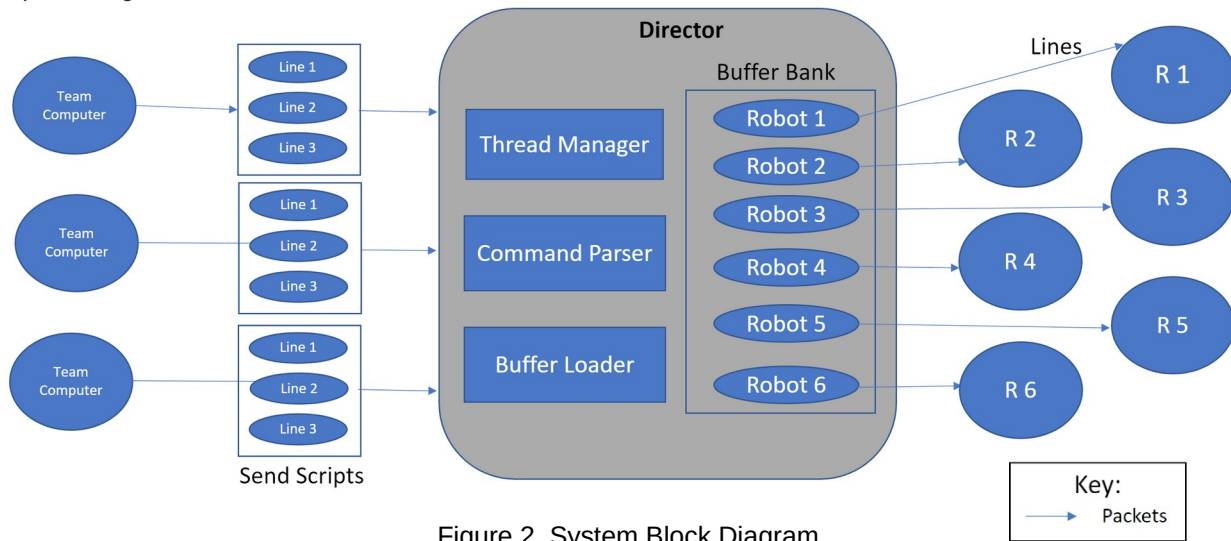 Team
Computer
Line 1
Line 2
Line 3
Team
Computer
Line 1
Line 2
Line 3
Team
Computer
Line 1
Line 2
Line 3
Send Scripts
Director
Thread Manager
Command Parser
Buffer Loader
Buffer Bank
Robot 1
Robot 2
Robot 3
Robot 4
Robot 5
Robot 6
Lines
R 1
R 2
R 3
R 4
R 5
R 6
Key:
Packets
Figure 2. System Block Diagram